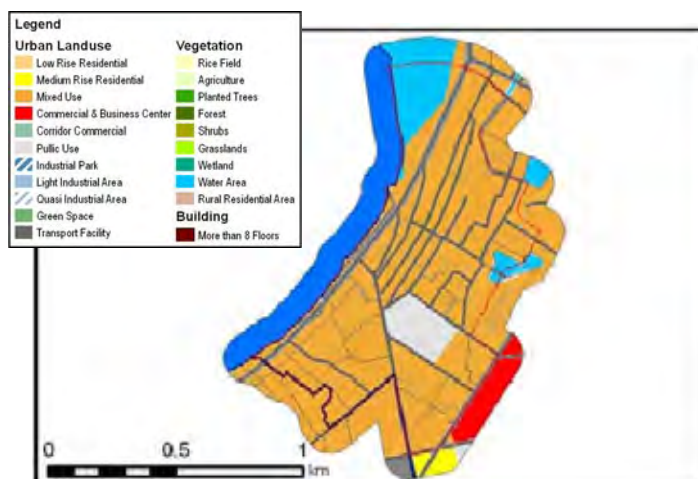 Legend
Urban Landuse
Low Rise Residential
Medium Rise Residential
Mixed Use
Commercial & Business Center
Corridor Commercial
Pullic Use
Industrial Park
Light Industrial Area
Quasi Industrial Area
Green Space
Transport Facility
Vegetation
Rice Field
Agriculture
Planted Trees
Forest
Shrubs
Grasslands
Wetland
Water Area
Rural Residential Area
Building
More than 8 Floors
0 0.5 1
km